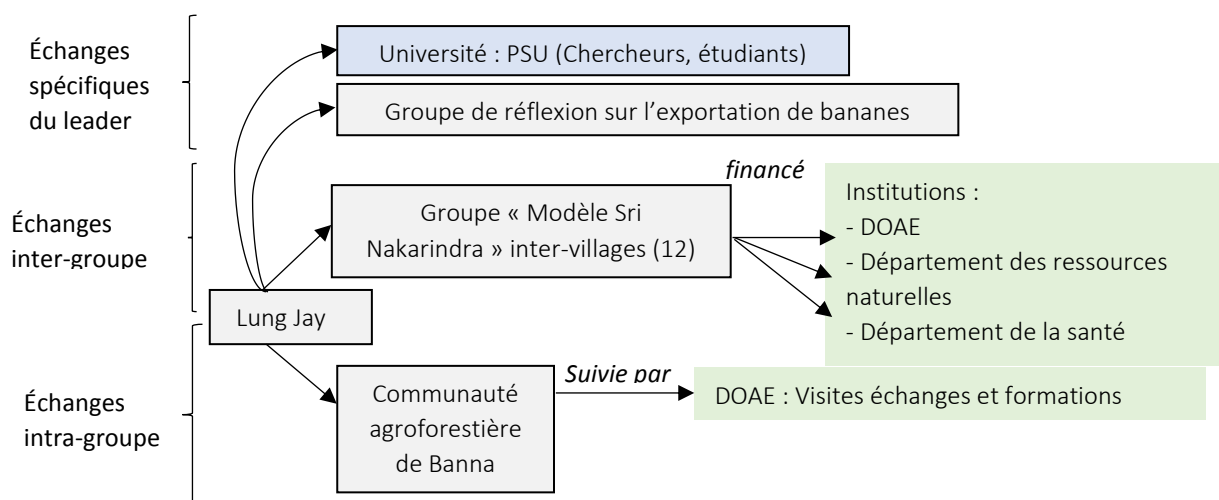 Échanges
spécifiques
du leader
Université : PSU (Chercheurs, étudiants)
Groupe de réflexion sur l'exportation de bananes
Échanges
inter-groupe
Groupe « Modèle Sri
Nakarindra » inter-villages (12)
financé
Institutions :
- DOAE
- Département des ressources
naturelles
- Département de la santé
Lung Jay
Échanges
intra-groupe
Communauté
agroforestière
de Banna
Suivie par
DOAE : Visites échanges et formations